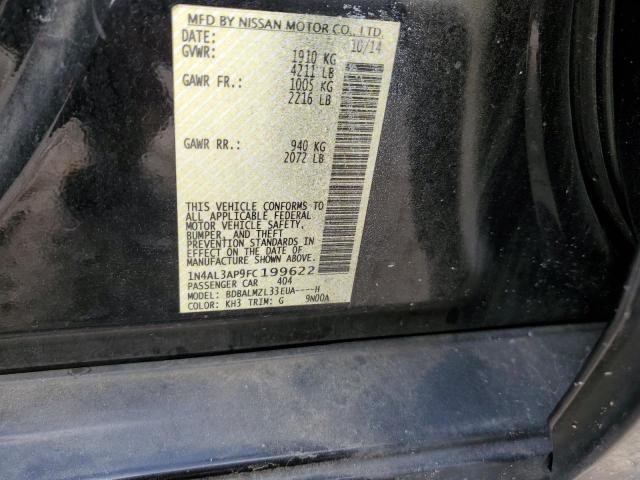 MFD BY NISSAN MOTOR CO., LTD.
DATE: 10/14
GVWR: 1910 KG
4211 LB
GAWR FR.: 1005 KG
2216 LB
GAWR RR.: 940 KG
2072 LB
THIS VEHICLE CONFORMS TO
ALL APPLICABLE FEDERAL
MOTOR VEHICLE SAFETY,
BUMPER, AND THEFT
PREVENTION STANDARDS IN
EFFECT ON THE DATE OF
MANUFACTURE SHOWN ABOVE.
1N4AL3AP9FC199622
PASSENGER CAR 404
MODEL: BDBALMZL33EUA----H
COLOR: KH3 TRIM: G 9N00A